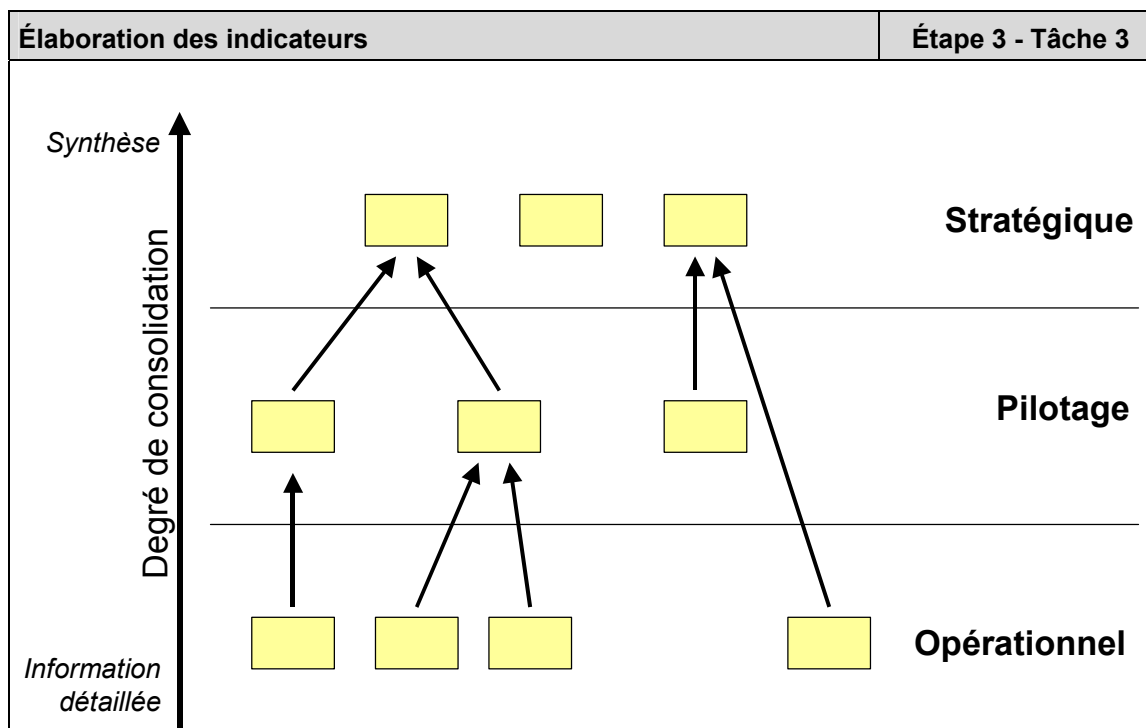 Élaboration des indicateurs
Étape 3 - Tâche 3
Synthèse
Degré de consolidation
Stratégique
Pilotage
Opérationnel
Information
détaillée